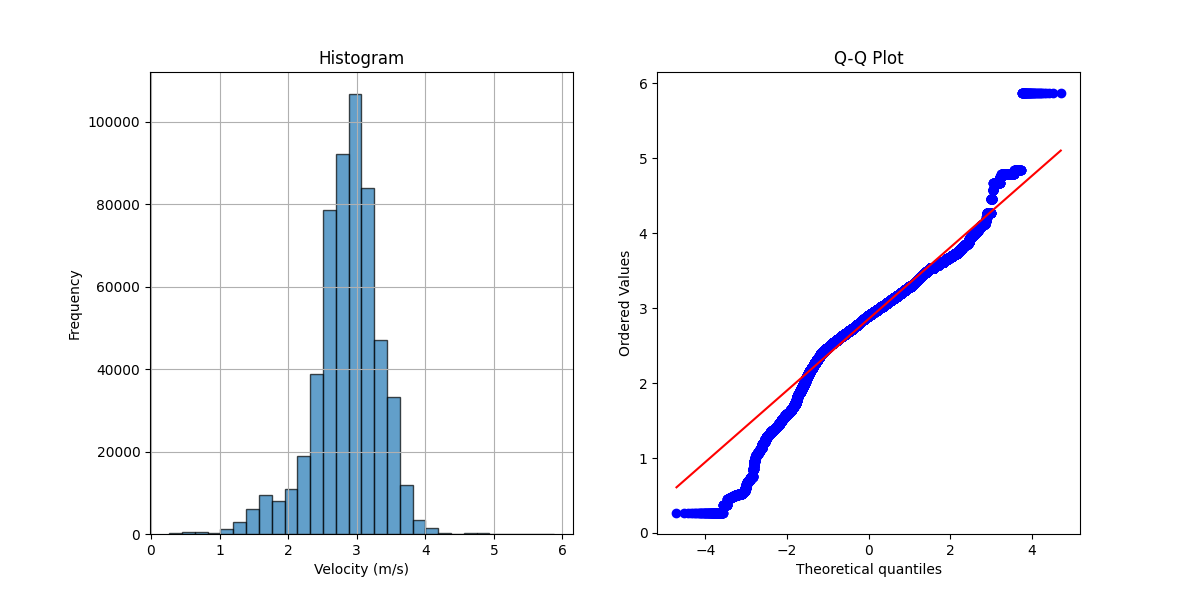 Histogram
Frequency
100000
80000
60000
40000
20000
0
0 1 2 3 4 5 6
Velocity (m/s)
Q-Q Plot
Ordered Values
6
5
4
3
2
1
0
−4 −2 0 2 4
Theoretical quantiles